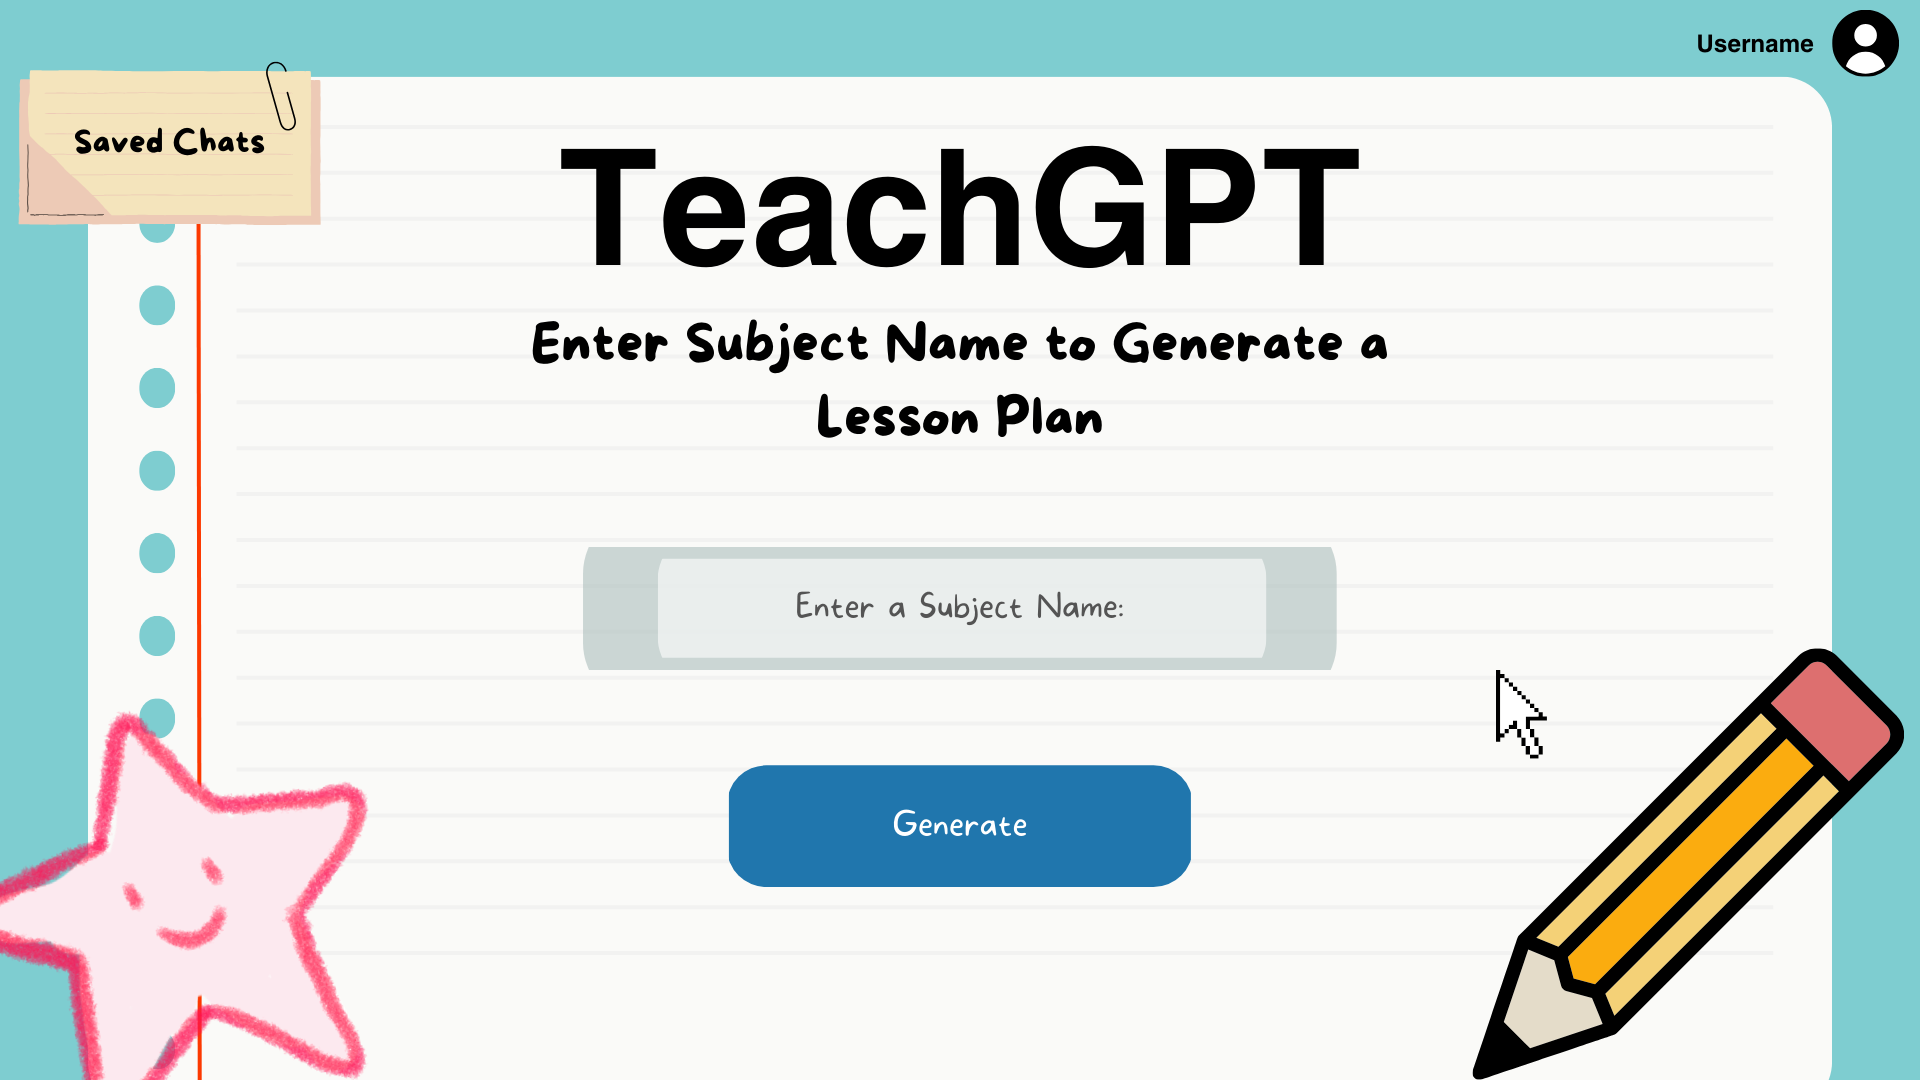 Username
Saved Chats
TeachGPT
Enter Subject Name to Generate a
Lesson Plan
Enter a Subject Name:
Generate